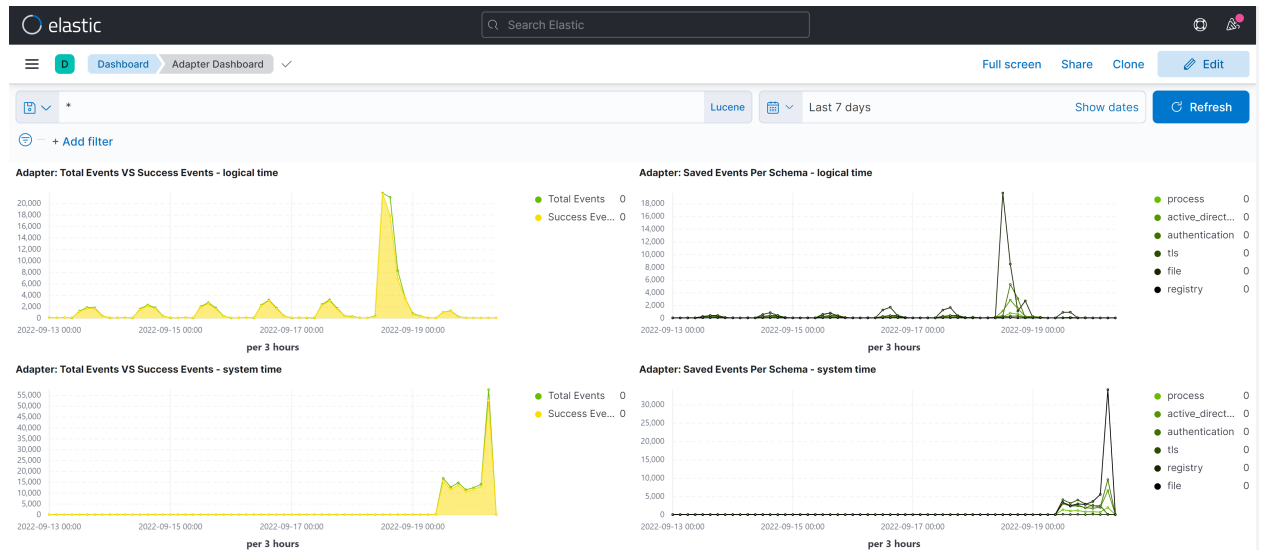 elastic
Search Elastic
D
Dashboard
Adapter Dashboard
Full screen
Share
Clone
Edit
*
Lucene
Last 7 days
Show dates
Refresh
+ Add filter
Adapter: Total Events VS Success Events - logical time
20,000
18,000
16,000
14,000
12,000
10,000
8,000
6,000
4,000
2,000
0
2022-09-13 00:00
2022-09-15 00:00
2022-09-17 00:00
2022-09-19 00:00
per 3 hours
Total Events 0
Success Eve... 0
Adapter: Saved Events Per Schema - logical time
18,000
16,000
14,000
12,000
10,000
8,000
6,000
4,000
2,000
0
2022-09-13 00:00
2022-09-15 00:00
2022-09-17 00:00
2022-09-19 00:00
per 3 hours
process 0
active_direct... 0
authentication 0
tls 0
file 0
registry 0
Adapter: Total Events VS Success Events - system time
55,000
50,000
45,000
40,000
35,000
30,000
25,000
20,000
15,000
10,000
5,000
0
2022-09-13 00:00
2022-09-15 00:00
2022-09-17 00:00
2022-09-19 00:00
per 3 hours
Total Events 0
Success Eve... 0
Adapter: Saved Events Per Schema - system time
30,000
25,000
20,000
15,000
10,000
5,000
0
2022-09-13 00:00
2022-09-15 00:00
2022-09-17 00:00
2022-09-19 00:00
per 3 hours
process 0
active_direct... 0
authentication 0
tls 0
registry 0
file 0